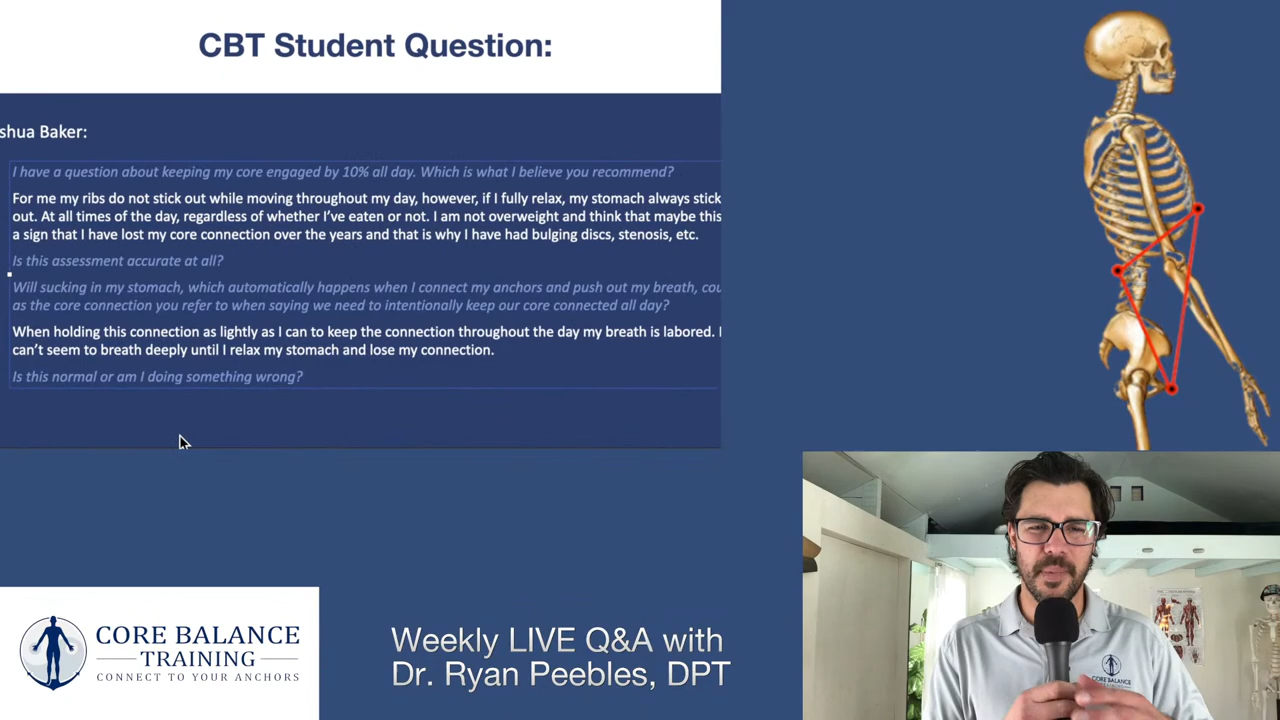 CBT Student Question:
shua Baker:
I have a question about keeping my core engaged by 10% all day. Which is what I believe you recommend?
For me my ribs do not stick out while moving throughout my day, however, if I fully relax, my stomach always stick
out. At all times of the day, regardless of whether I've eaten or not. I am not overweight and think that maybe this
a sign that I have lost my core connection over the years and that is why I have had bulging discs, stenosis, etc.
Is this assessment accurate at all?
Will sucking in my stomach, which automatically happens when I connect my anchors and push out my breath, cou
as the core connection you refer to when saying we need to intentionally keep our core connected all day?
When holding this connection as lightly as I can to keep the connection throughout the day my breath is labored. I
can't seem to breath deeply until I relax my stomach and lose my connection.
Is this normal or am I doing something wrong?
CORE BALANCE
TRAINING
CONNECT TO YOUR ANCHORS
Weekly LIVE Q&A with
Dr. Ryan Peebles, DPT